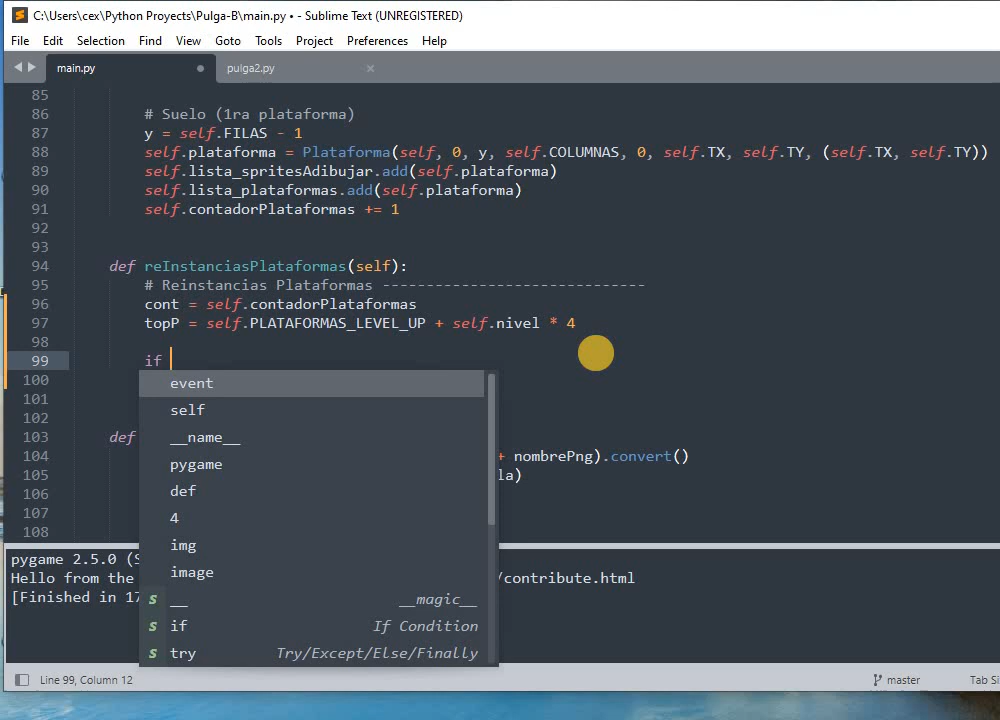 C:\Users\cex\Python Proyects\Pulga-B\main.py • - Sublime Text (UNREGISTERED)
File Edit Selection Find View Goto Tools Project Preferences Help
main.py pulga2.py
85
86 # Suelo (1ra plataforma)
87 y = self.FILAS - 1
88 self.plataforma = Plataforma(self, 0, y, self.COLUMNAS, 0, self.TX, self.TY, (self.TX, self.TY))
89 self.lista_spritesAdibujar.add(self.plataforma)
90 self.lista_plataformas.add(self.plataforma)
91 self.contadorPlataformas += 1
92
93
94 def reInstanciasPlataformas(self):
95 # Reinstancias Plataformas ------------------------------
96 cont = self.contadorPlataformas
97 topP = self.PLATAFORMAS_LEVEL_UP + self.nivel * 4
98
99 if
100
101
102
103 def
104 + nombrePng).convert()
105 la)
106
107
108
event
self
__name__
pygame
def
4
img
image
s __ __magic__
s if If Condition
s try Try/Except/Else/Finally
pygame 2.5.0 (S
Hello from the /contribute.html
[Finished in 17
Line 99, Column 12 master Tab Si